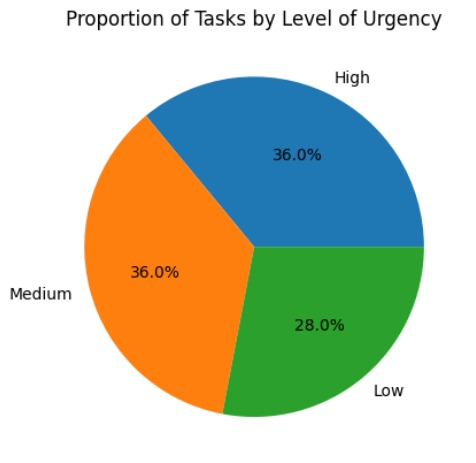 Proportion of Tasks by Level of Urgency
High
36.0%
36.0%
Medium
28.0%
Low